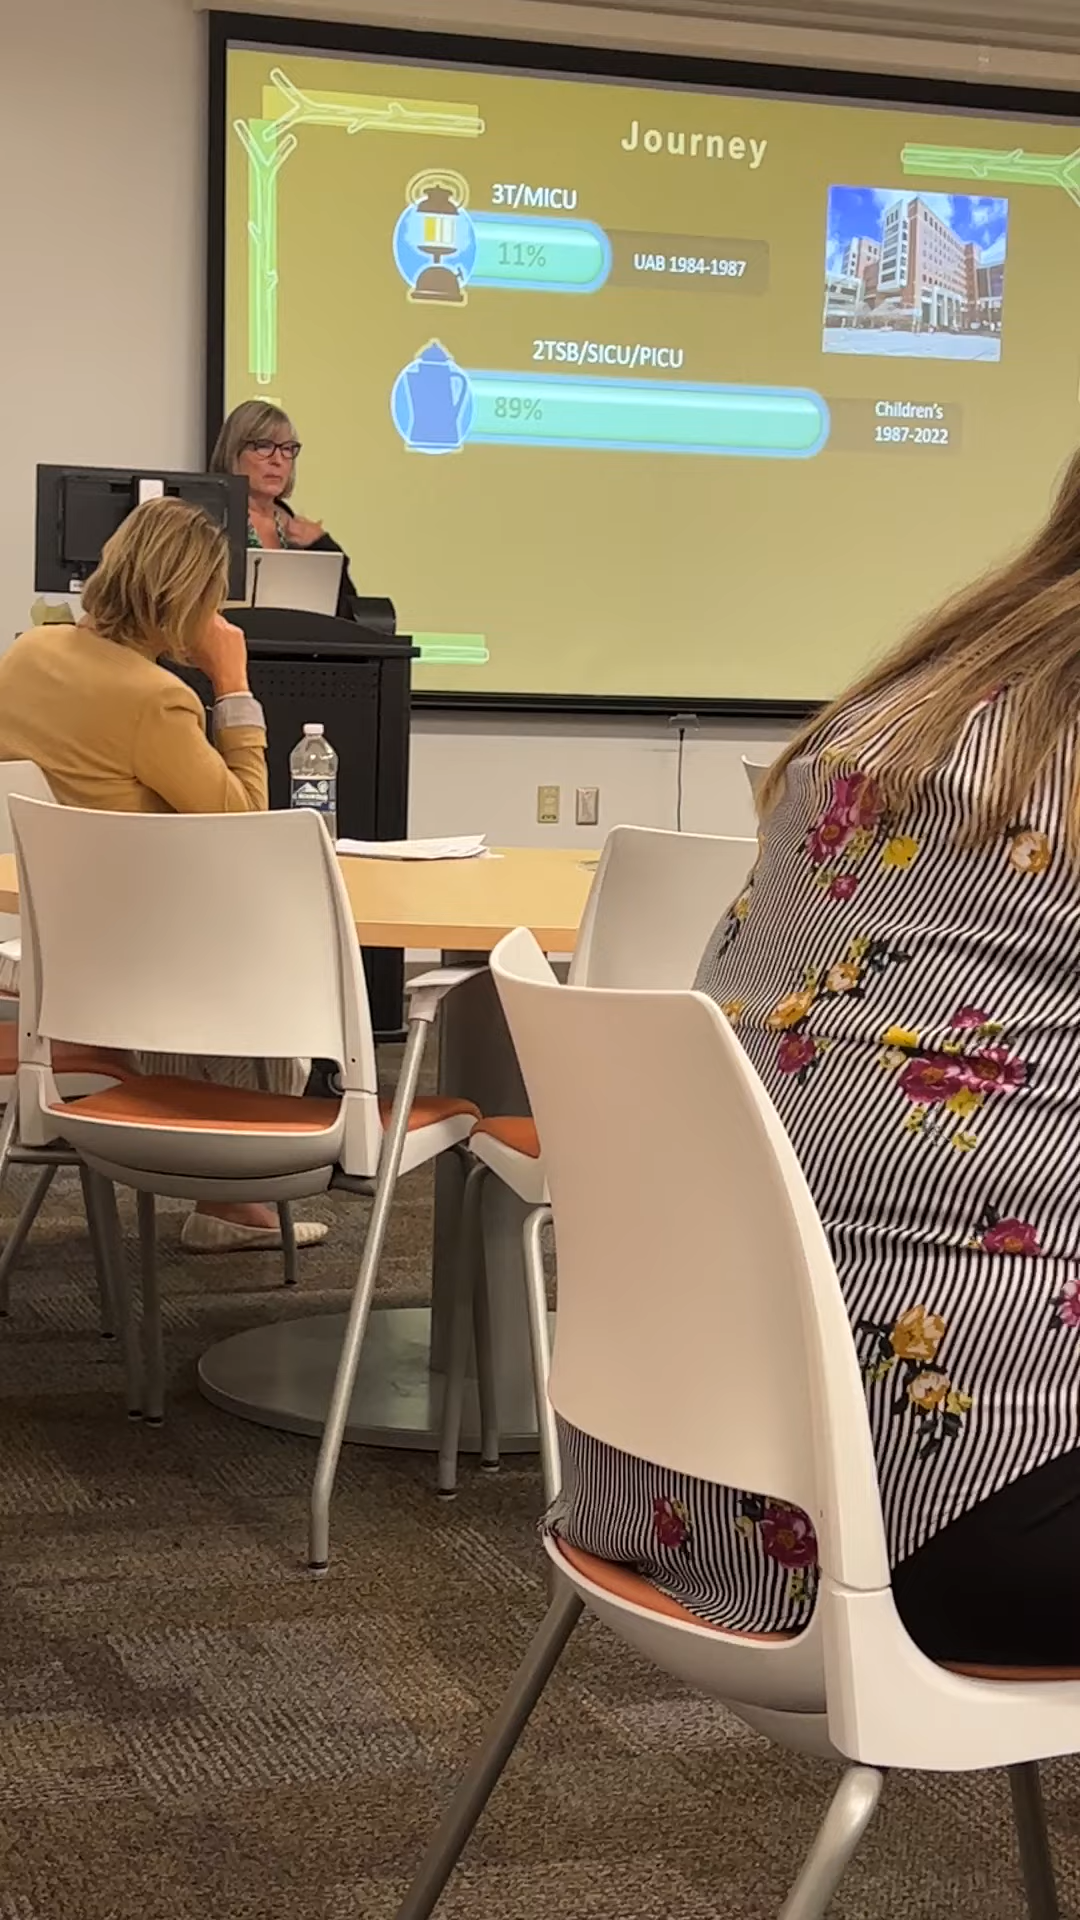 Journey
3T/MICU
11%
UAB 1984-1987
2TSB/SICU/PICU
89%
Children's
1987-2022